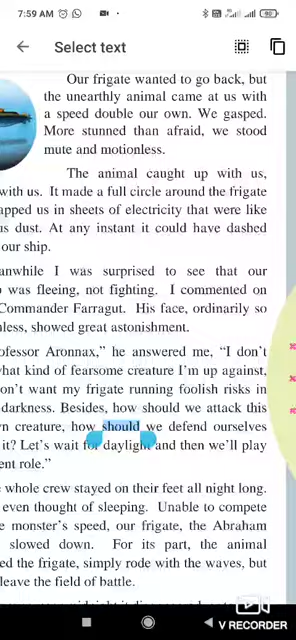 7:59 AM
90
Select text
Our frigate wanted to go back, but
the unearthly animal came at us with
a speed double our own. We gasped.
More stunned than afraid, we stood
mute and motionless.
The animal caught up with us,
with us. It made a full circle around the frigate
apped us in sheets of electricity that were like
us dust. At any instant it could have dashed
our ship.
anwhile I was surprised to see that our
was fleeing, not fighting. I commented on
Commander Farragut. His face, ordinarily so
nless, showed great astonishment.
ofessor Aronnax," he answered me, "I don't
what kind of fearsome creature I'm up against,
on't want my frigate running foolish risks in
darkness. Besides, how should we attack this
n creature, how should we defend ourselves
it? Let's wait for daylight and then we'll play
ent role."
whole crew stayed on their feet all night long.
even thought of sleeping. Unable to compete
e monster's speed, our frigate, the Abraham
slowed down. For its part, the animal
ed the frigate, simply rode with the waves, but
leave the field of battle.
V RECORDER